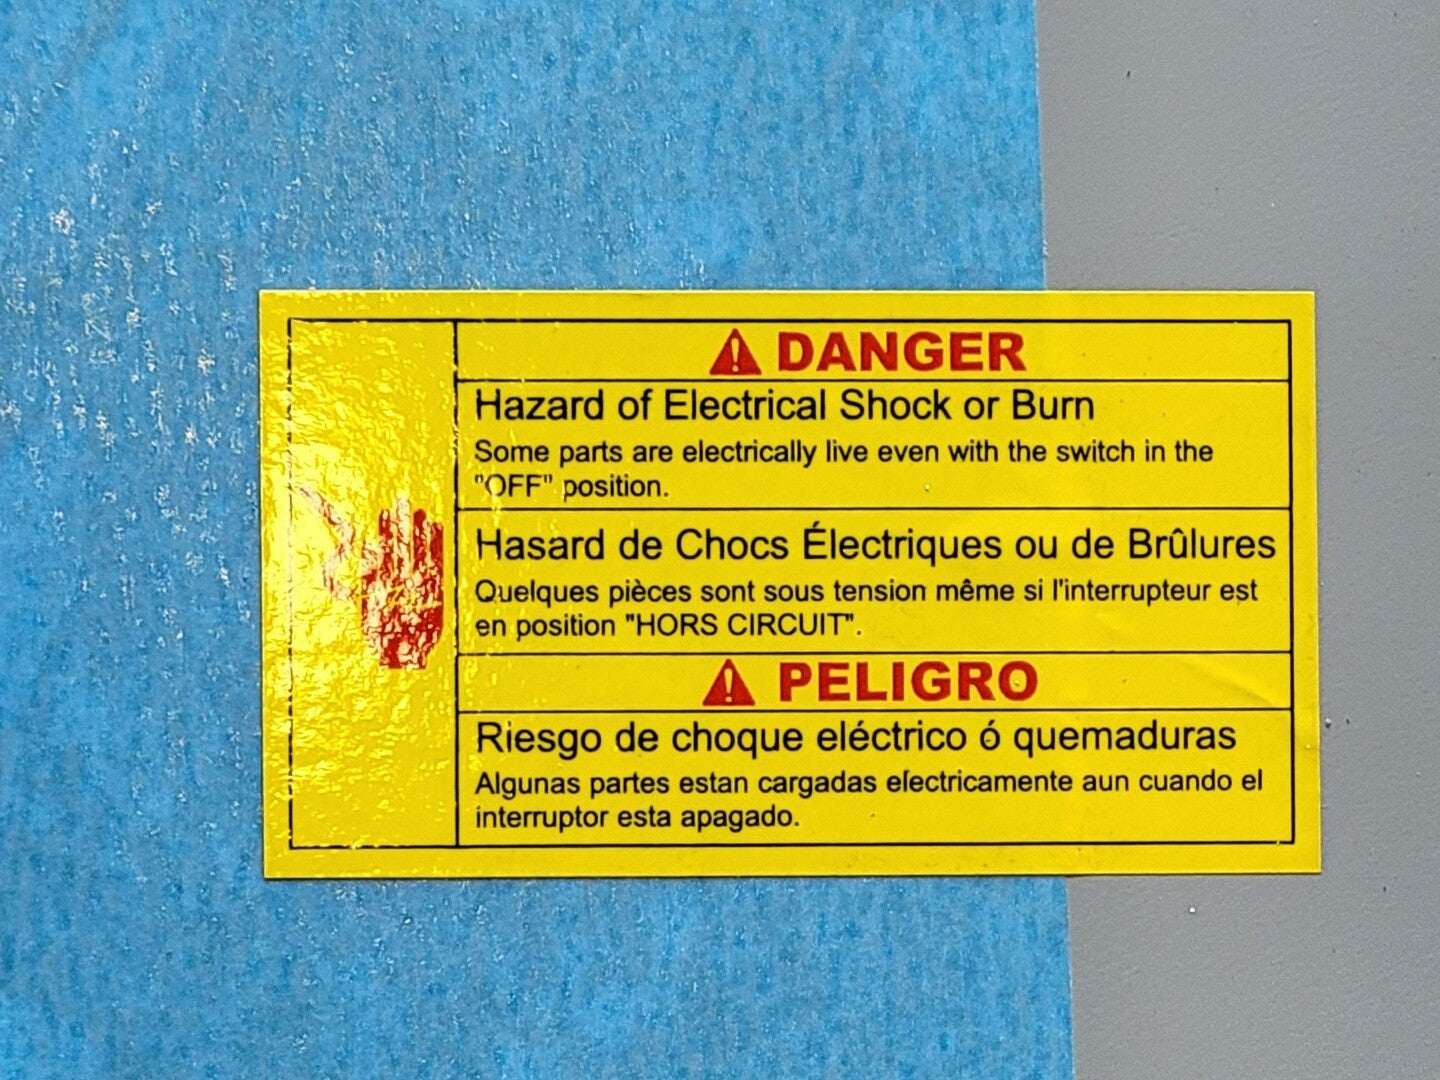 DANGER
Hazard of Electrical Shock or Burn
Some parts are electrically live even with the switch in the
"OFF" position.
Hasard de Chocs Électriques ou de Brûlures
Quelques pièces sont sous tension même si l'interrupteur est
en position "HORS CIRCUIT".
PELIGRO
Riesgo de choque eléctrico ó quemaduras
Algunas partes estan cargadas electricamente aun cuando el
interruptor esta apagado.